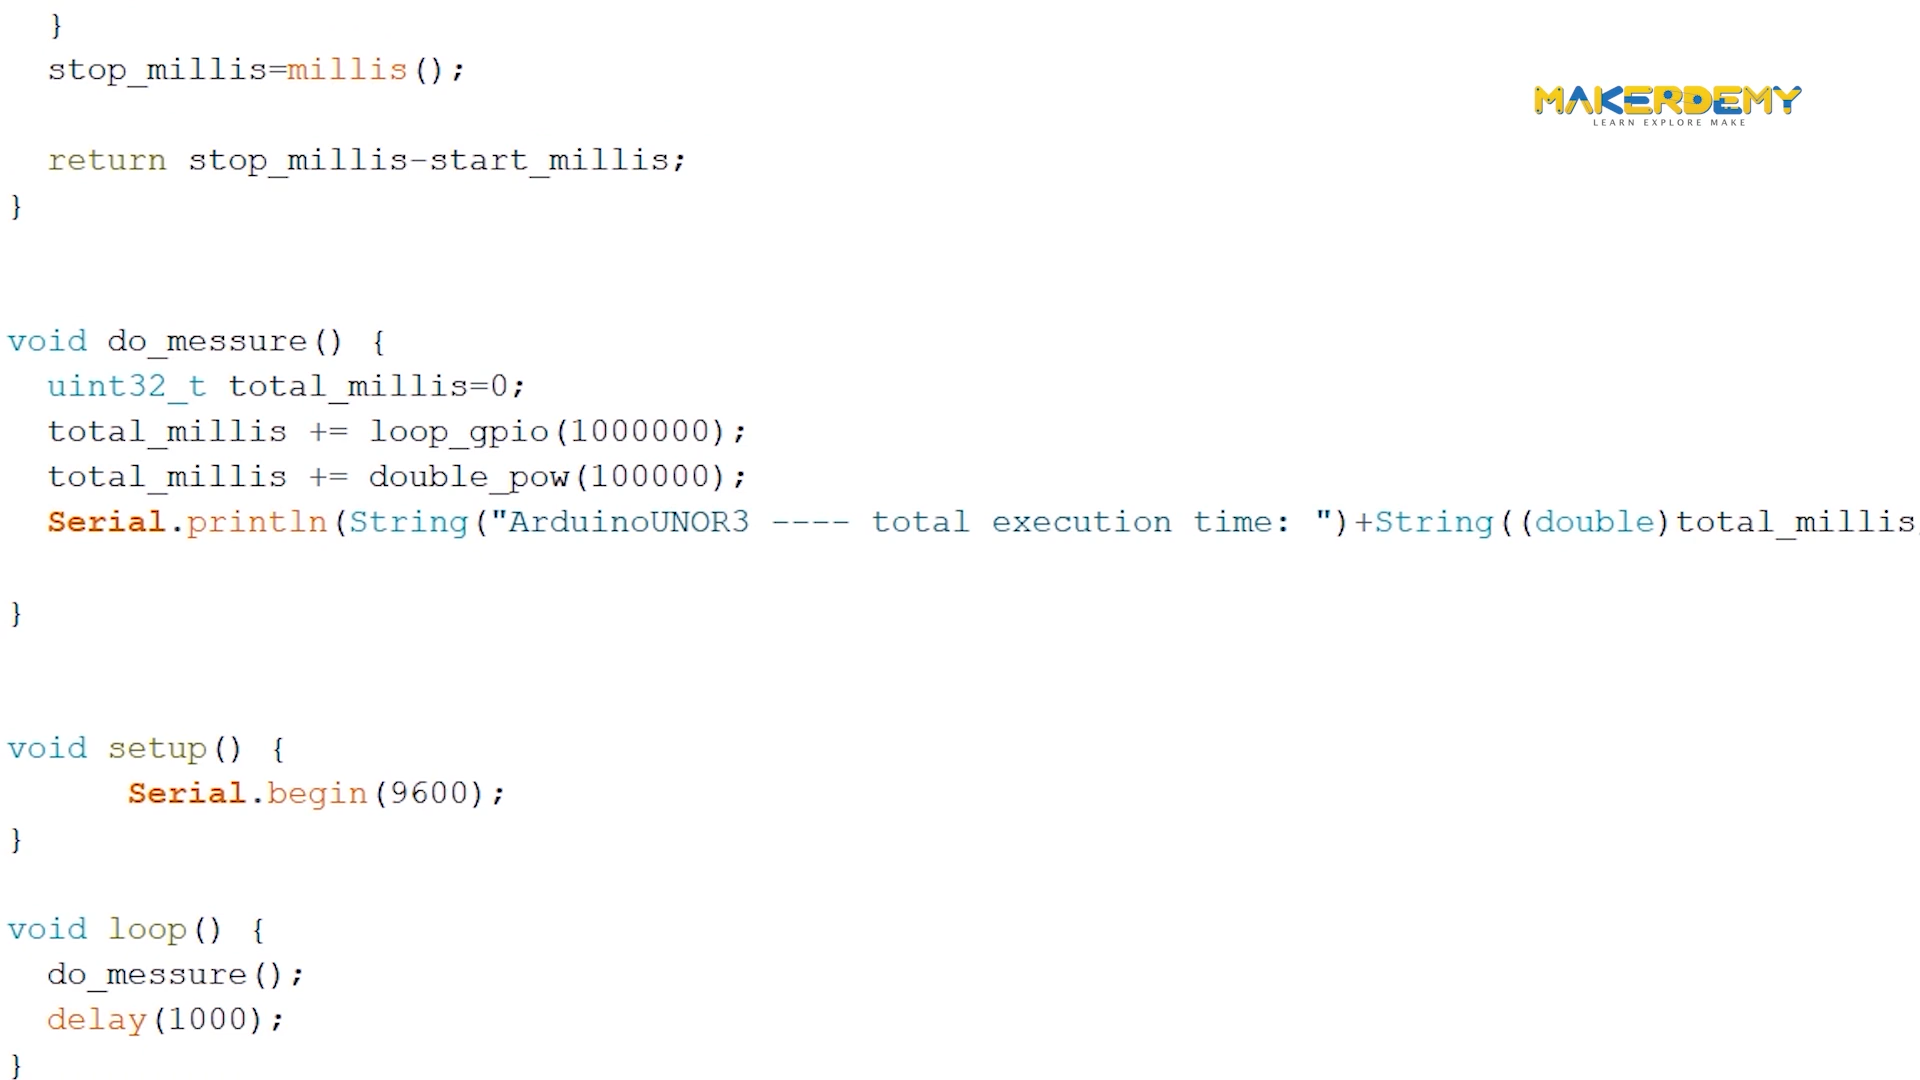 }
stop_millis=millis();
MAKERDEMY
LEARN EXPLORE MAKE
return stop_millis-start_millis;
}
void do_messure() {
uint32_t total_millis=0;
total_millis += loop_gpio(1000000);
total_millis += double_pow(100000);
Serial.println(String("ArduinoUNOR3 ---- total execution time: ")+String((double)total_millis
}
void setup() {
Serial.begin(9600);
}
void loop() {
do_messure();
delay(1000);
}